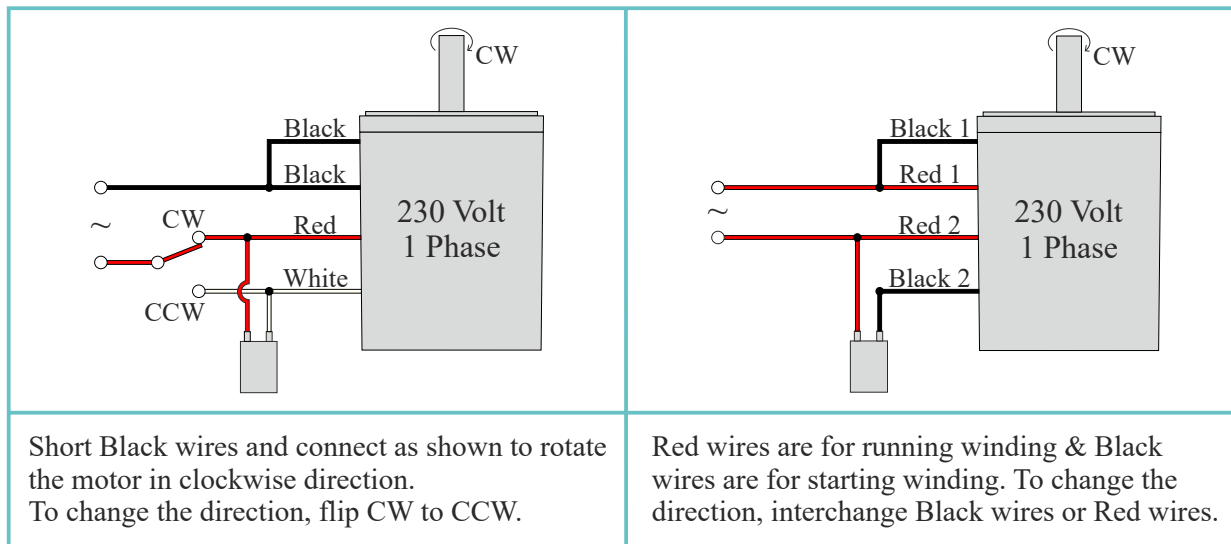 CW
Black
Black
230 Volt
1 Phase
CW
~
Red
White
CCW
Short Black wires and connect as shown to rotate
the motor in clockwise direction.
To change the direction, flip CW to CCW.
CW
Black 1
Red 1
230 Volt
1 Phase
~
Red 2
Black 2
Red wires are for running winding & Black
wires are for starting winding. To change the
direction, interchange Black wires or Red wires.